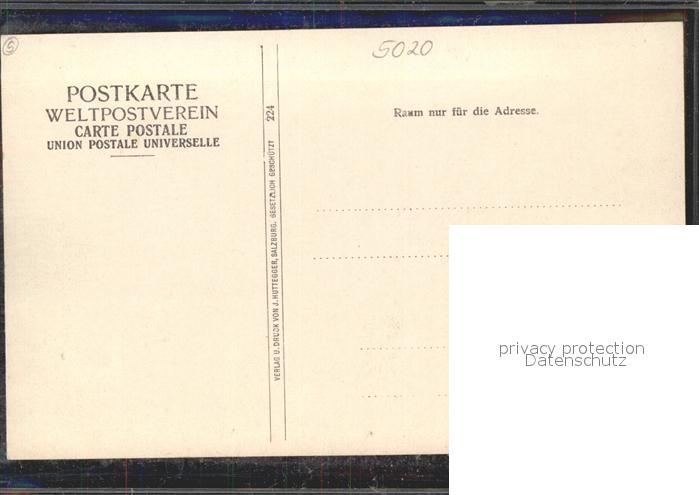 5
5020
POSTKARTE
WELTPOSTVEREIN
CARTE POSTALE
UNION POSTALE UNIVERSELLE
VERLAG U. DRUCK VON J. HUTTEGGER, SALZBURG. GESETZLICH GESCHÜTZT 224
Raum nur für die Adresse.
privacy protection
Datenschutz